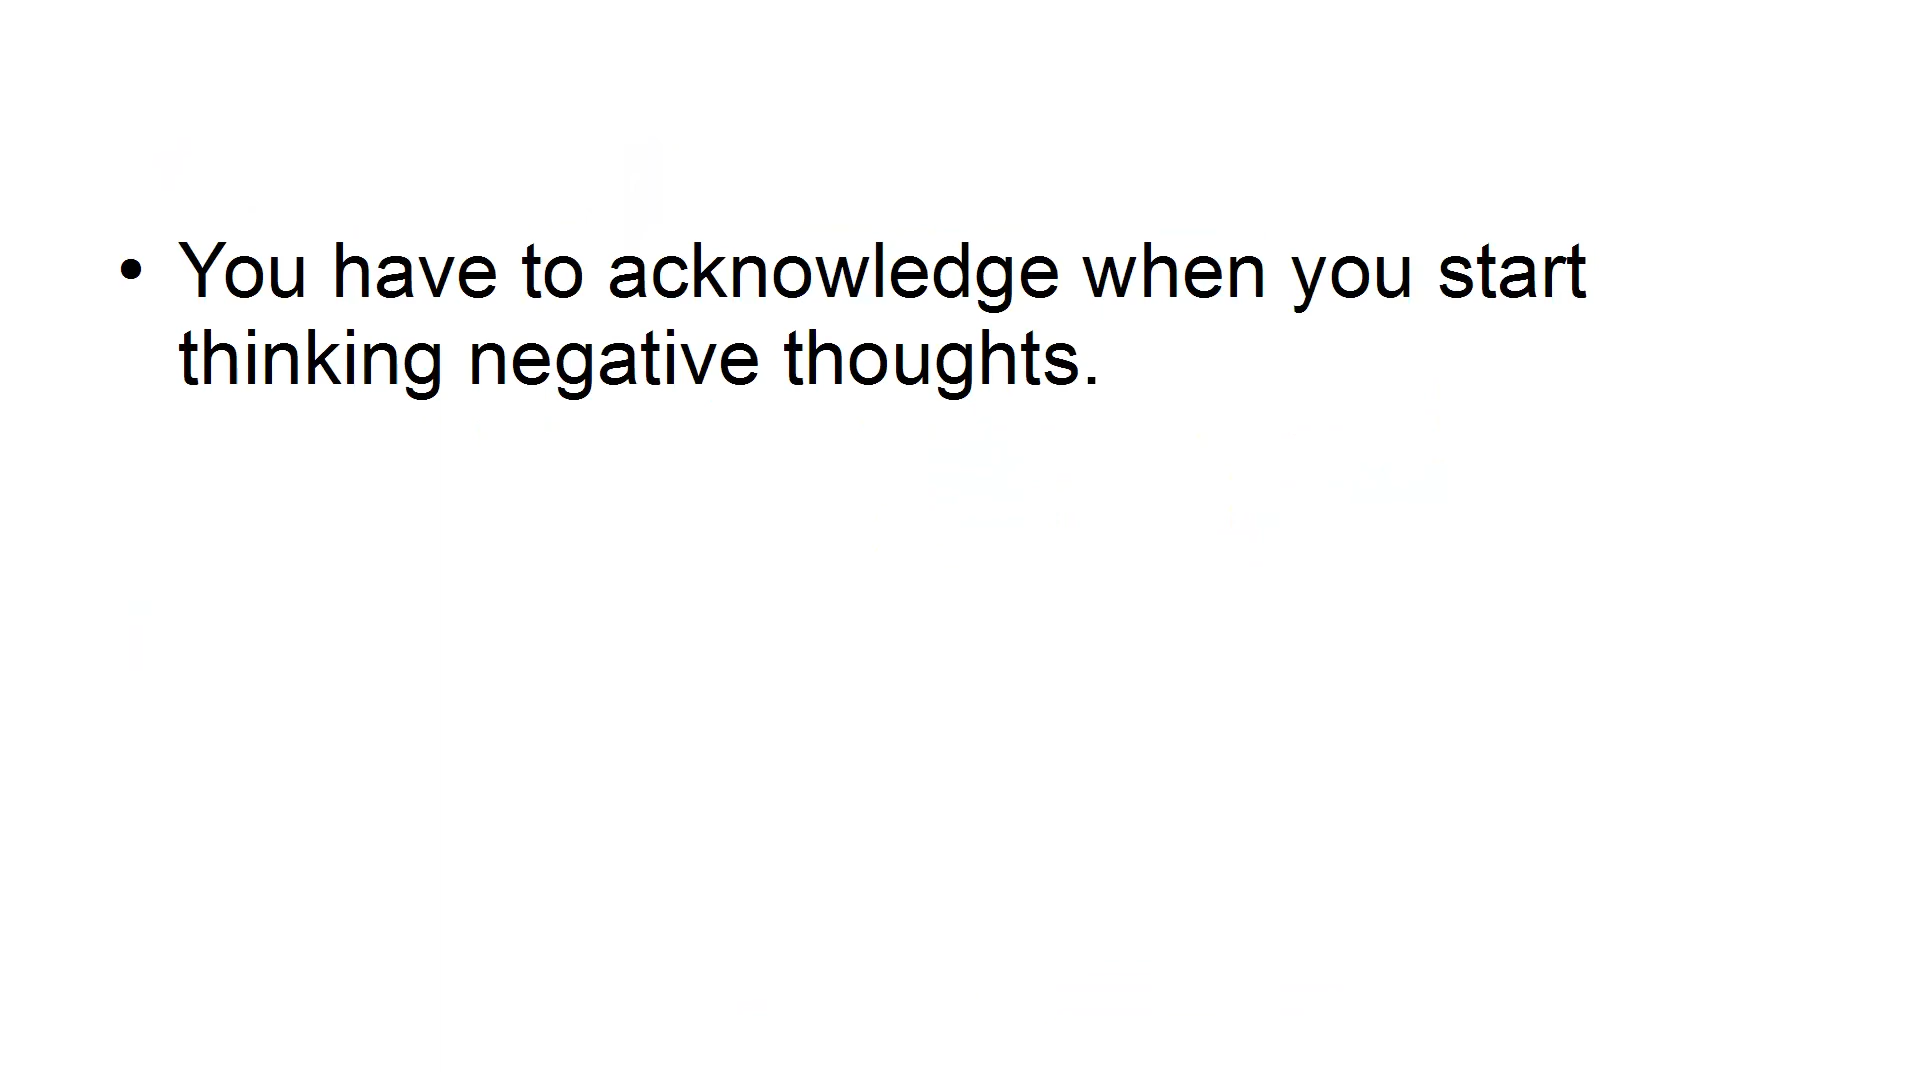 • You have to acknowledge when you start
thinking negative thoughts.